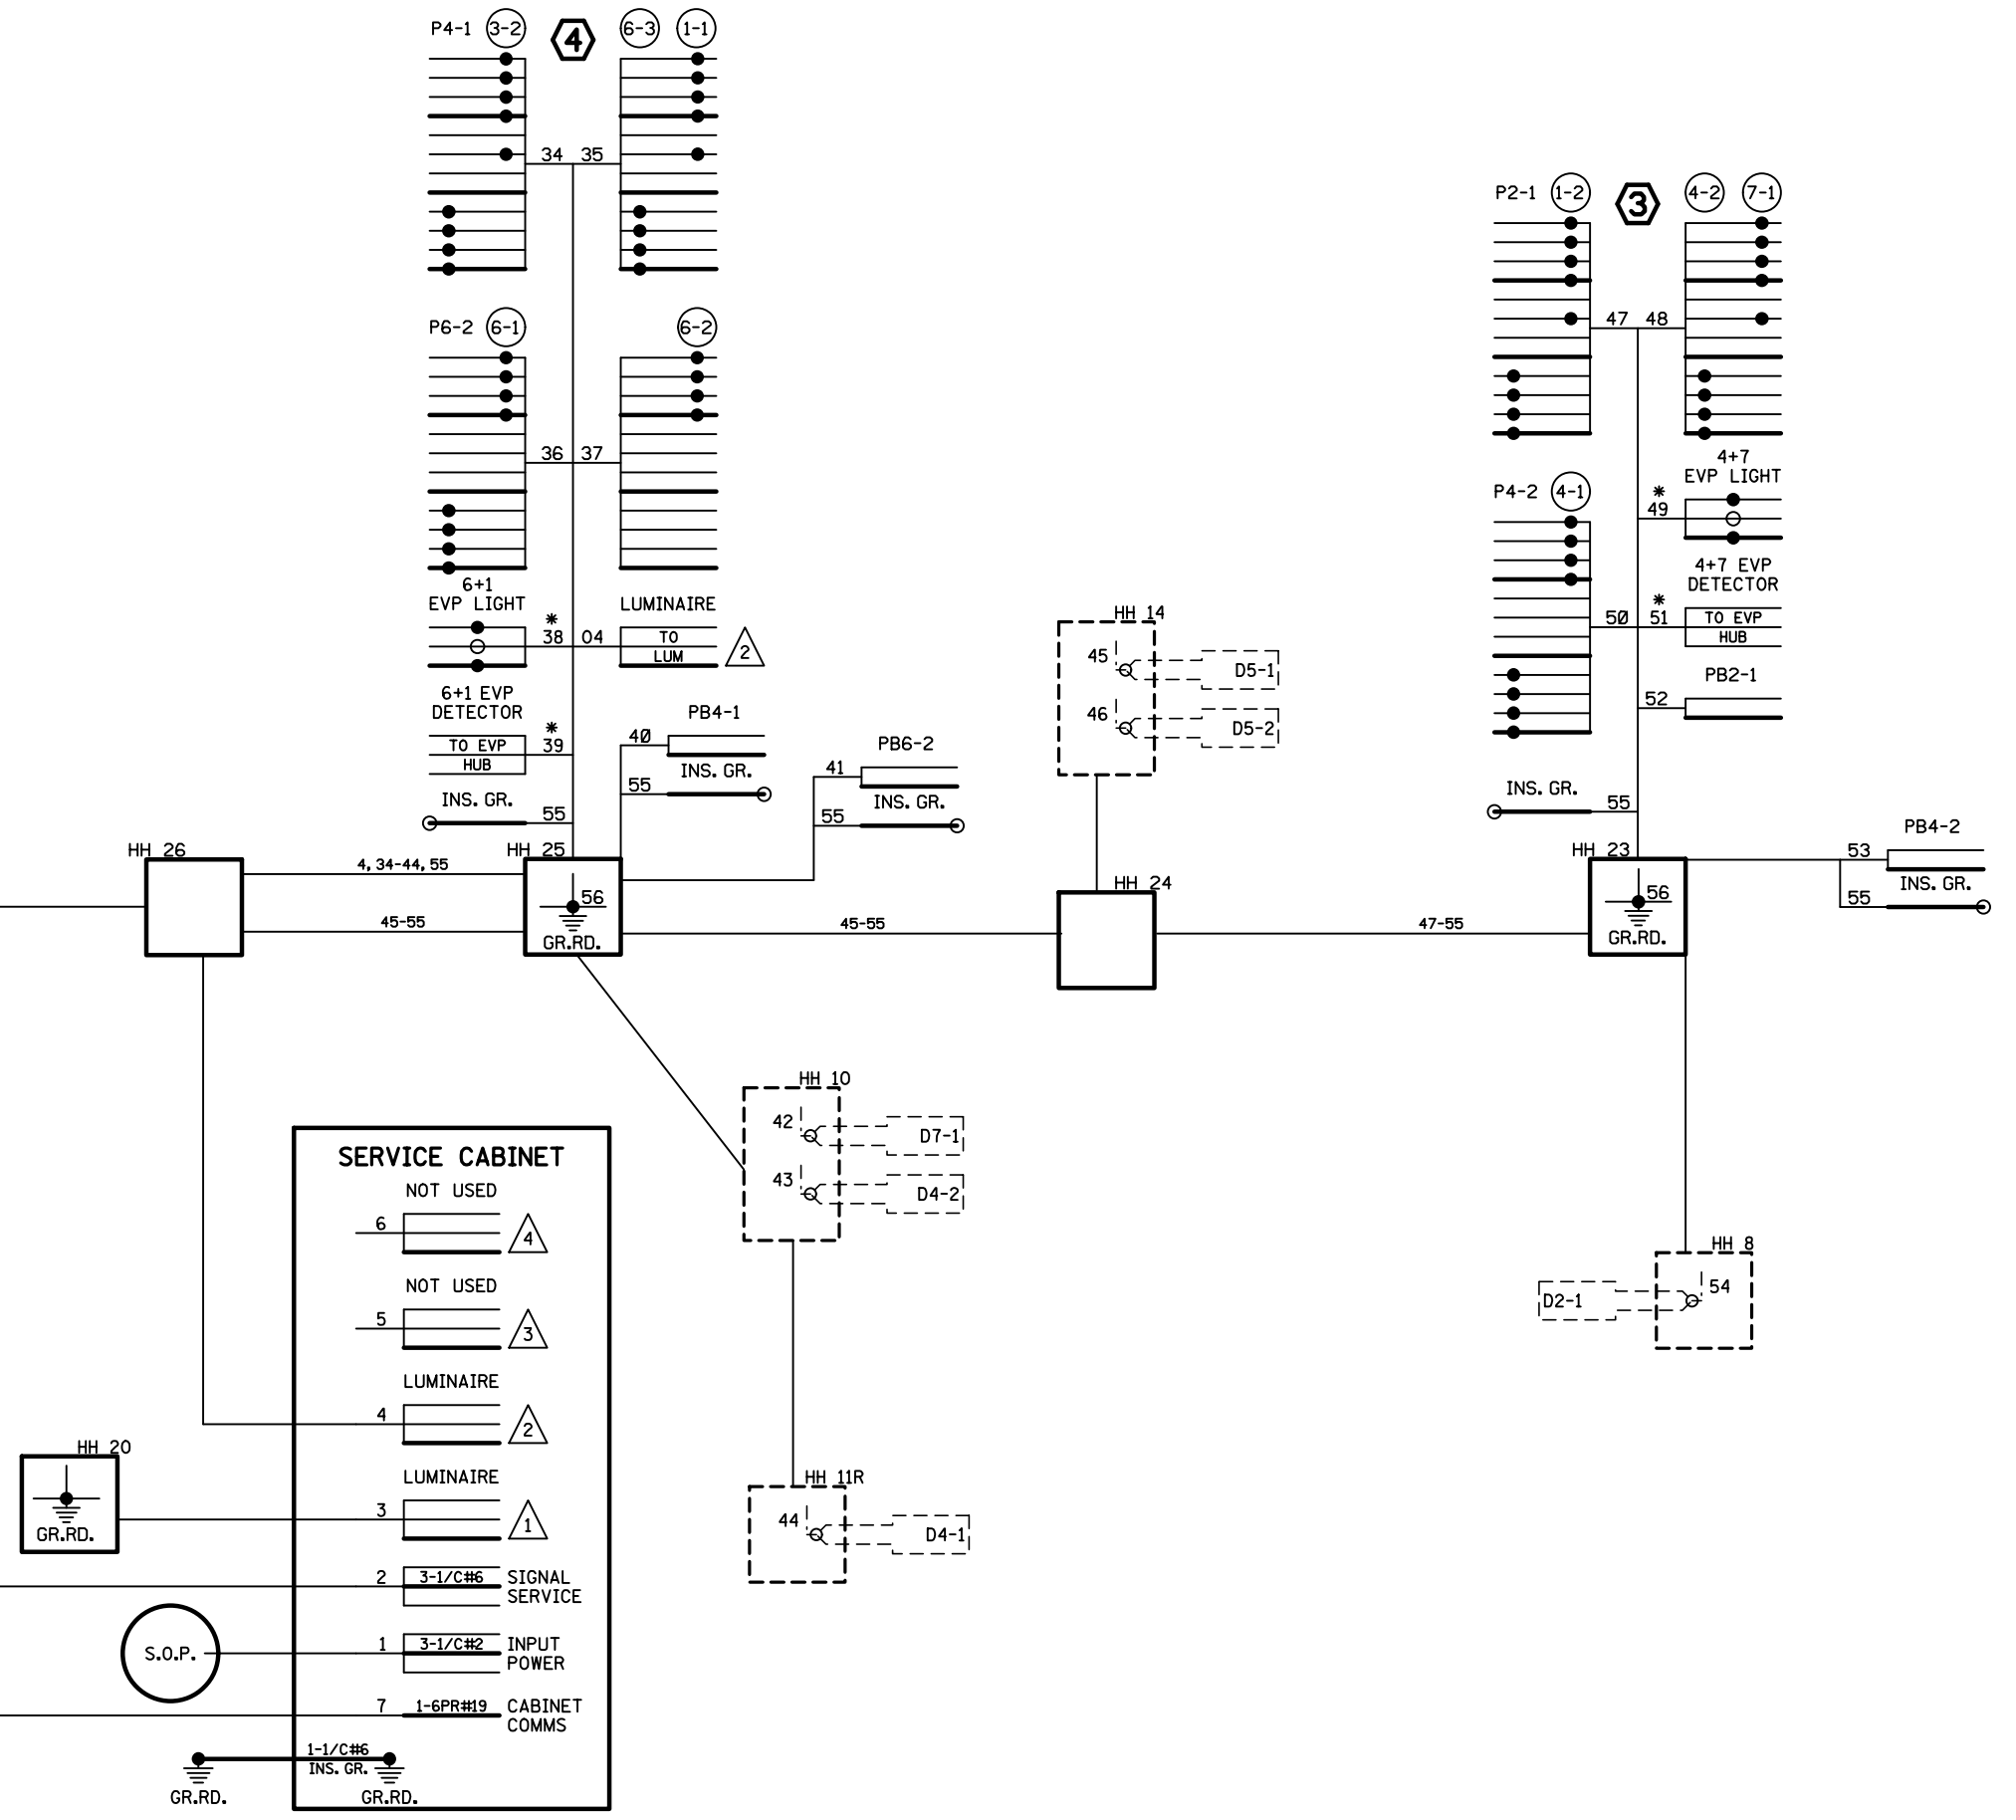 P4-1 3-2 4 6-3 1-1
34 35
P2-1 1-2 3 4-2 7-1
47 48
P6-2 6-1 6-2
36 37
4+7
EVP LIGHT
*
49
P4-2 4-1
4+7 EVP
DETECTOR
*
50 51 TO EVP
HUB
PB2-1
52
6+1
EVP LIGHT
*
38 04
LUMINAIRE
TO
LUM 2
6+1 EVP
DETECTOR
*
TO EVP 39
HUB
PB4-1
40
INS. GR.
55
PB6-2
41
INS. GR.
55
INS. GR.
55
HH 14
45 D5-1
46 D5-2
INS. GR.
55
PB4-2
53
INS. GR.
55
HH 26
4, 34-44, 55
45-55
HH 25
56
GR.RD.
45-55
HH 24
47-55
HH 23
56
GR.RD.
HH 10
42 D7-1
43 D4-2
HH 8
D2-1 54
HH 11R
44 D4-1
SERVICE CABINET
NOT USED
6 4
NOT USED
5 3
LUMINAIRE
4 2
HH 20
GR.RD.
LUMINAIRE
3 1
2 3-1/C#6 SIGNAL
SERVICE
S.O.P. 1 3-1/C#2 INPUT
POWER
7 1-6PR#19 CABINET
COMMS
1-1/C#6
INS. GR.
GR.RD. GR.RD.